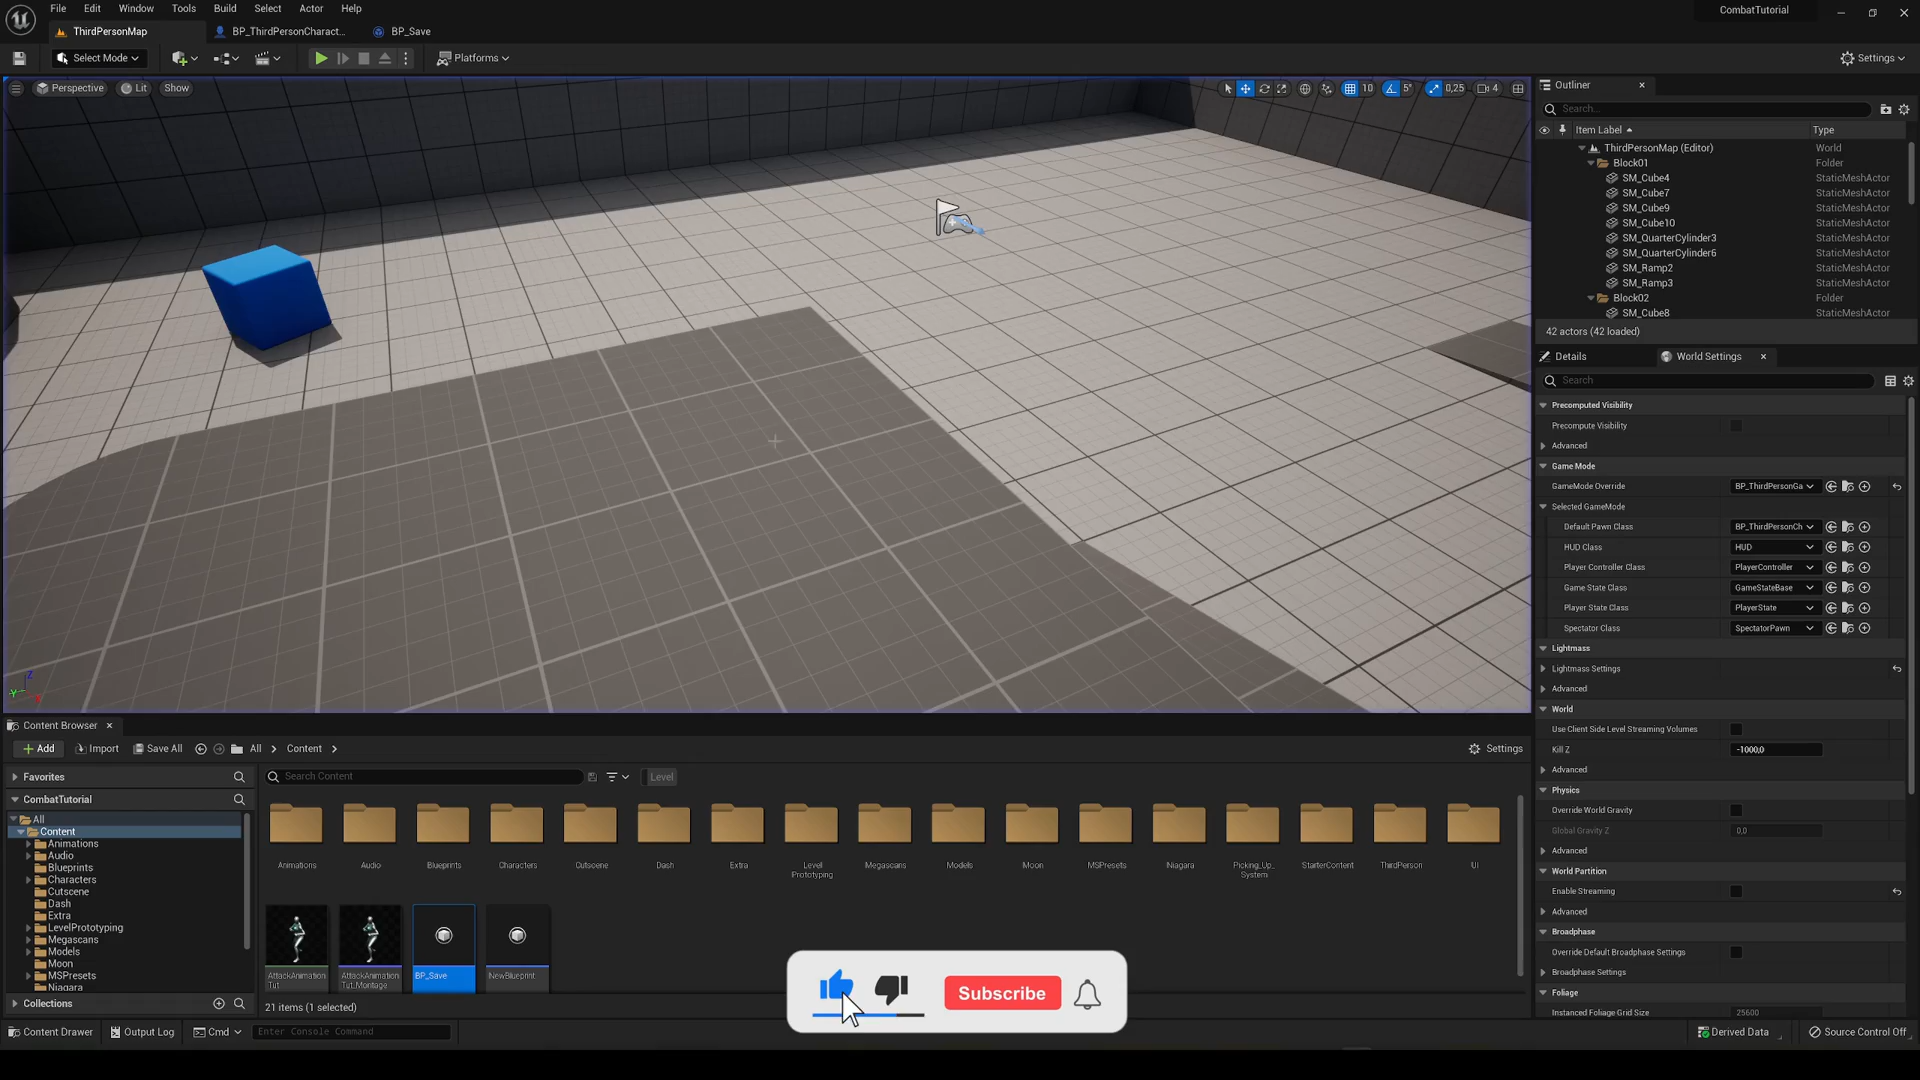 File Edit Window Tools Build Select Actor Help
CombatTutorial
ThirdPersonMap
BP_ThirdPersonCharact...
BP_Save
Select Mode
Platforms
Settings
Perspective
Lit
Show
10
5°
0,25
4
Outliner
Search...
Item Label
Type
ThirdPersonMap (Editor) World
Block01 Folder
SM_Cube4 StaticMeshActor
SM_Cube7 StaticMeshActor
SM_Cube9 StaticMeshActor
SM_Cube10 StaticMeshActor
SM_QuarterCylinder3 StaticMeshActor
SM_QuarterCylinder6 StaticMeshActor
SM_Ramp2 StaticMeshActor
SM_Ramp3 StaticMeshActor
Block02 Folder
SM_Cube8 StaticMeshActor
42 actors (42 loaded)
Details
World Settings
Search
Precomputed Visibility
Precompute Visibility
Advanced
Game Mode
GameMode Override BP_ThirdPersonGa
Selected GameMode
Default Pawn Class BP_ThirdPersonCh
HUD Class HUD
Player Controller Class PlayerController
Game State Class GameStateBase
Player State Class PlayerState
Spectator Class SpectatorPawn
Lightmass
Lightmass Settings
Advanced
World
Use Client Side Level Streaming Volumes
Kill Z -1000,0
Advanced
Physics
Override World Gravity
Global Gravity Z 0,0
Advanced
World Partition
Enable Streaming
Advanced
Broadphase
Override Default Broadphase Settings
Broadphase Settings
Foliage
Instanced Foliage Grid Size 25600
Z
Content Browser
Add
Import
Save All
All
Content
Settings
Favorites
CombatTutorial
All
Content
Animations
Audio
Blueprints
Characters
Cutscene
Dash
Extra
LevelPrototyping
Megascans
Models
Moon
MSPresets
Niagara
Collections
Search Content
Level
Animations Audio Blueprints Characters Cutscene Dash Extra Level Megascans Models Moon MSPresets Niagara Picking_Up_ StarterContent ThirdPerson UI
Prototyping System
AttackAnimation AttackAnimation BP_Save NewBlueprint
Tut Tut_Montage
21 items (1 selected)
Subscribe
Content Drawer
Output Log
Cmd
Enter Console Command
Derived Data
Source Control Off